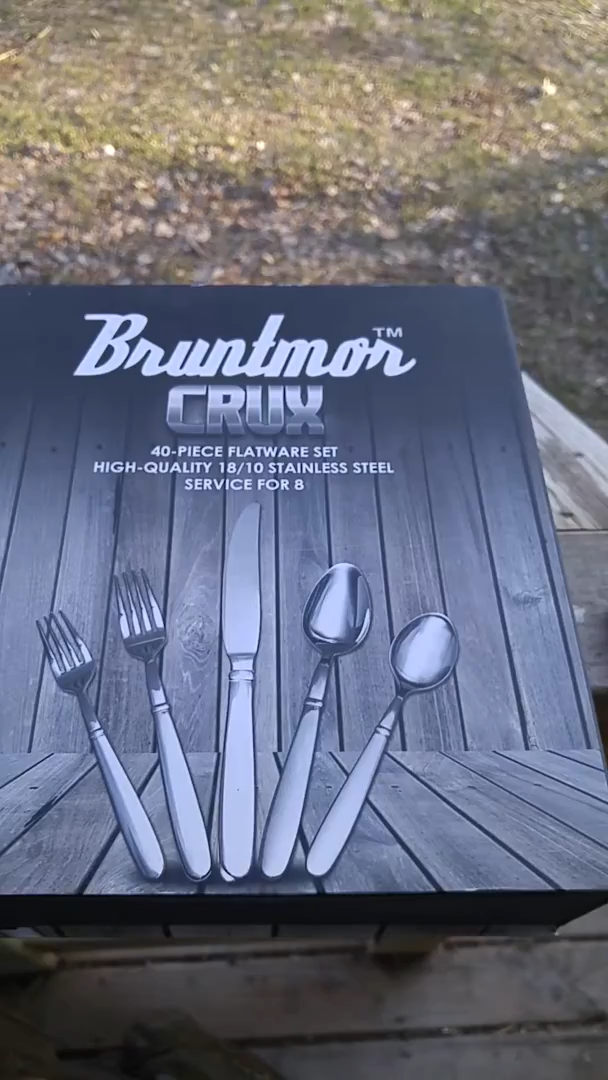 Bruntmor™
CRUX
40-PIECE FLATWARE SET
HIGH-QUALITY 18/10 STAINLESS STEEL
SERVICE FOR 8